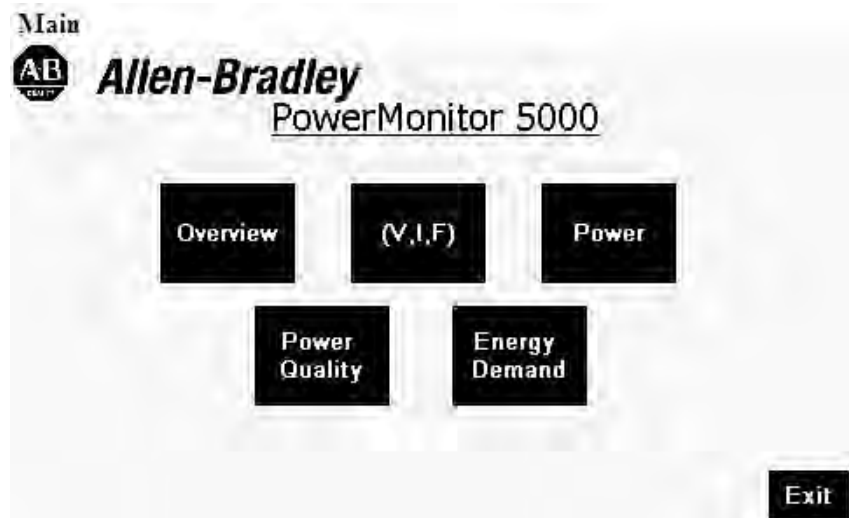 Main
AB
Allen-Bradley
PowerMonitor 5000
Overview
(V,I,F)
Power
Power
Quality
Energy
Demand
Exit